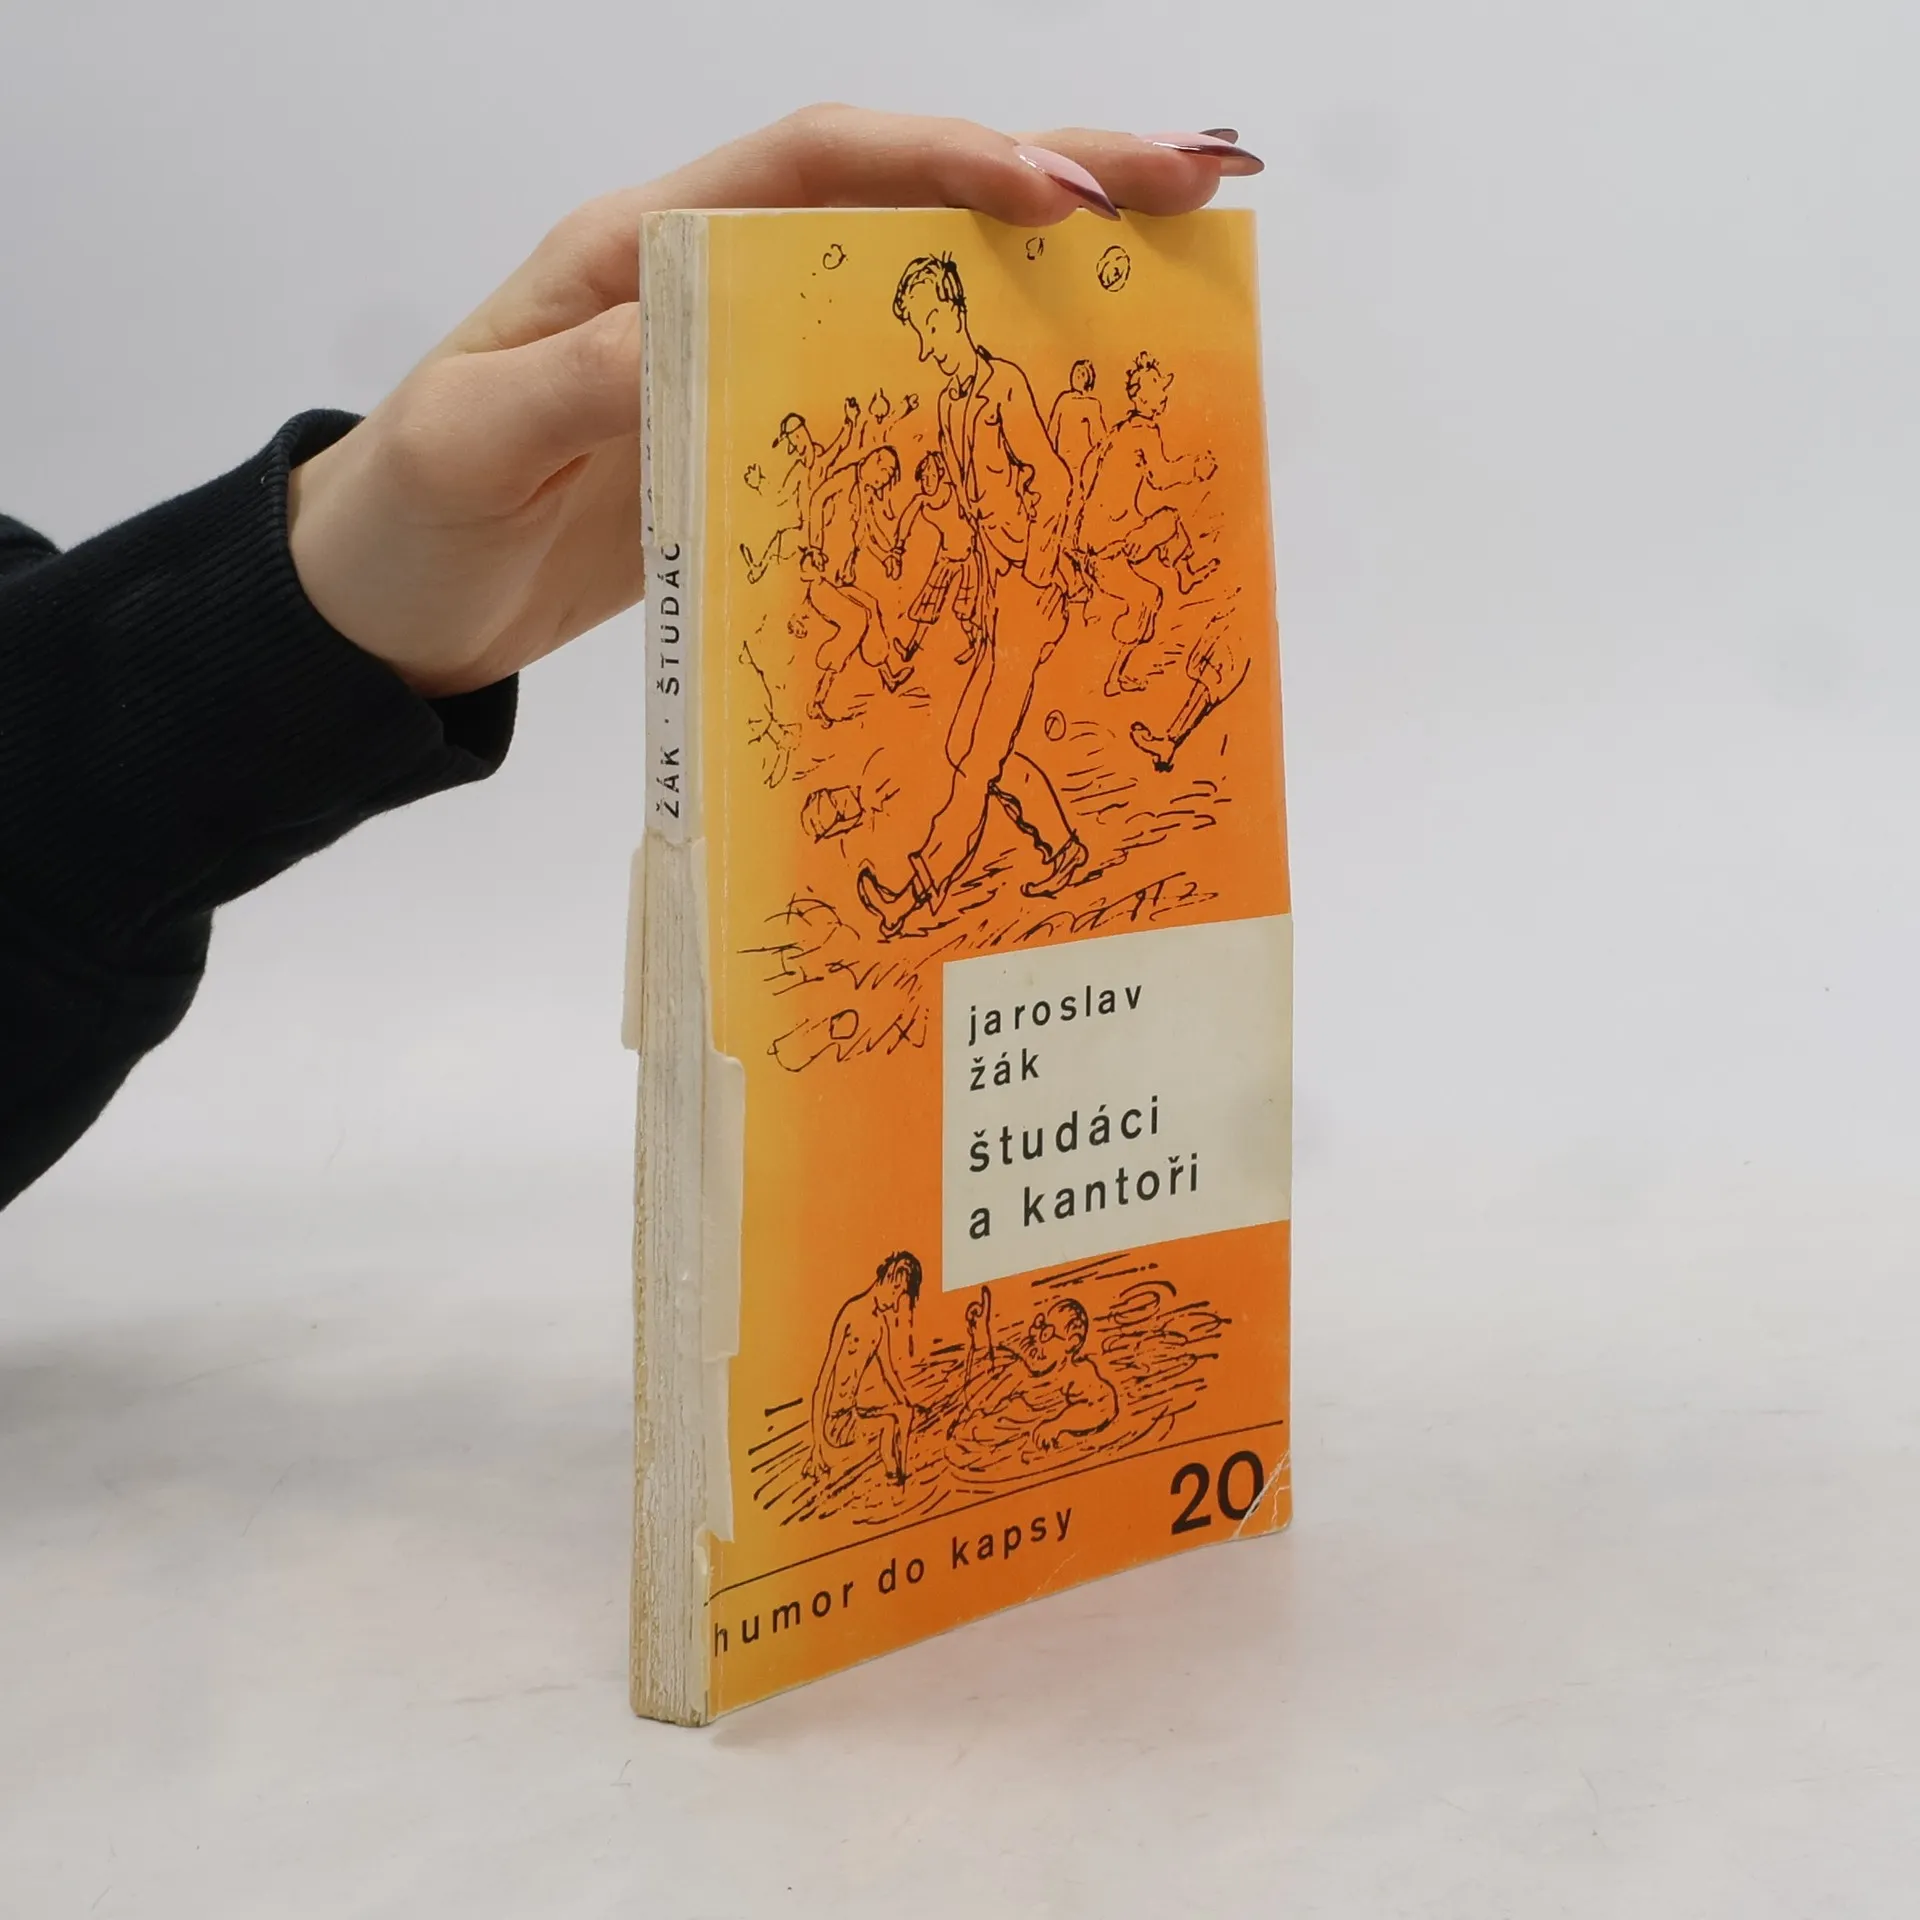 ŽÁK · ŠTUDÁC
jaroslav
žák
študáci
a kantoři
humor do kapsy
20